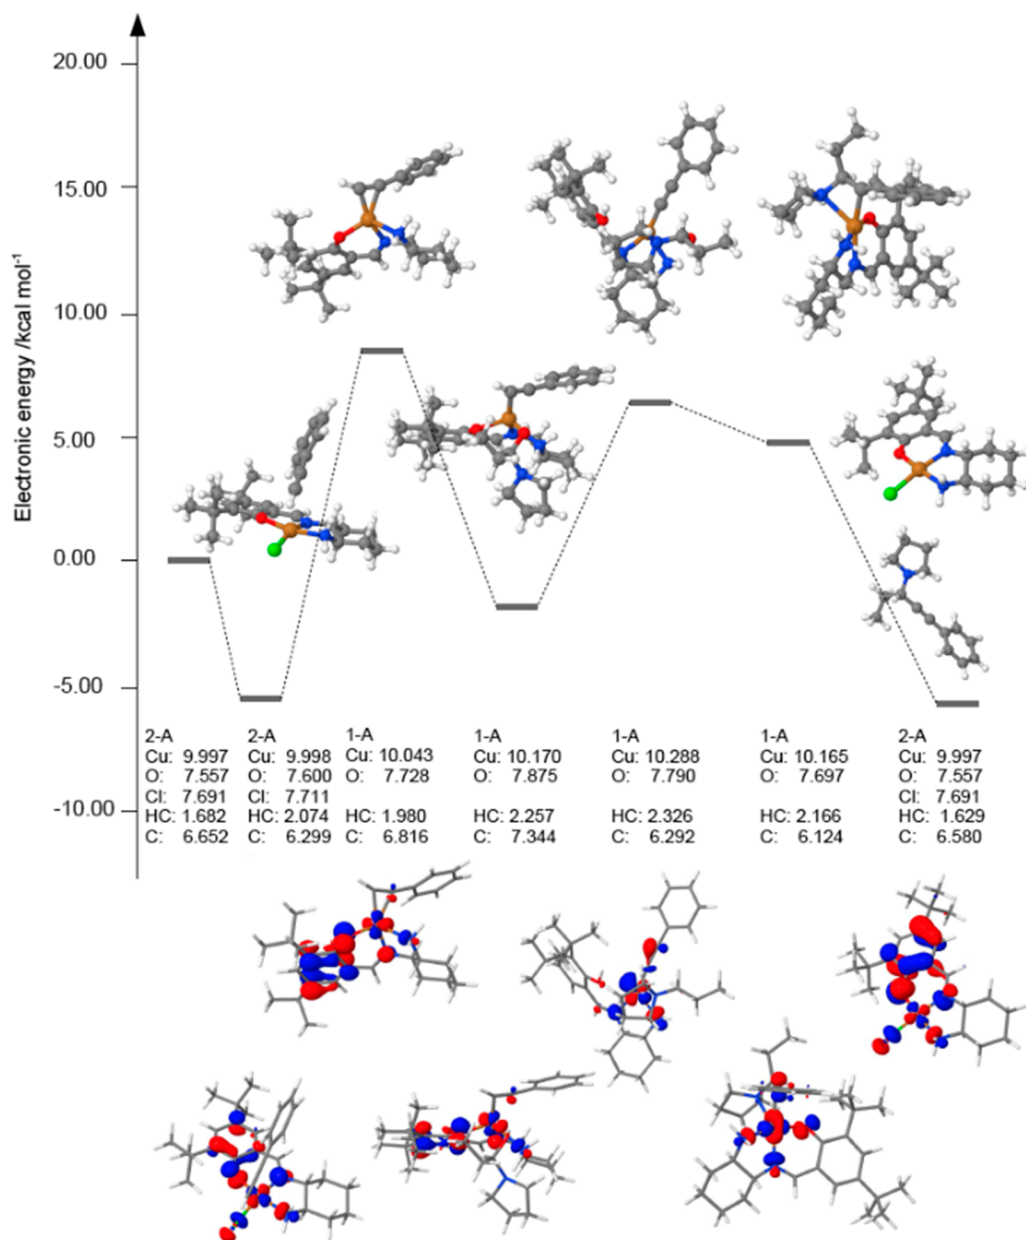 20.00
15.00
10.00
5.00
0.00
-5.00
-10.00
Electronic energy /kcal mol-1
2-A
Cu: 9.997
O: 7.557
Cl: 7.691
HC: 1.682
C: 6.652
2-A
Cu: 9.998
O: 7.600
Cl: 7.711
HC: 2.074
C: 6.299
1-A
Cu: 10.043
O: 7.728
HC: 1.980
C: 6.816
1-A
Cu: 10.170
O: 7.875
HC: 2.257
C: 7.344
1-A
Cu: 10.288
O: 7.790
HC: 2.326
C: 6.292
1-A
Cu: 10.165
O: 7.697
HC: 2.166
C: 6.124
2-A
Cu: 9.997
O: 7.557
Cl: 7.691
HC: 1.629
C: 6.580